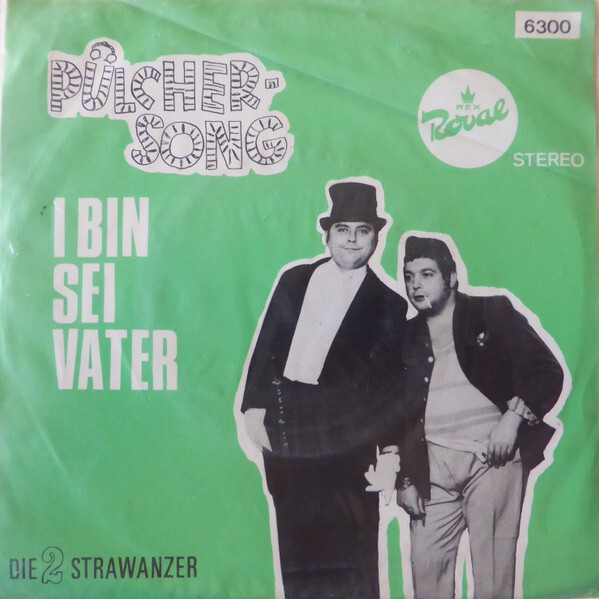 6300
PÜLCHER-
SONG
REX
Royal
STEREO
I BIN
SEI
VATER
DIE 2 STRAWANZER